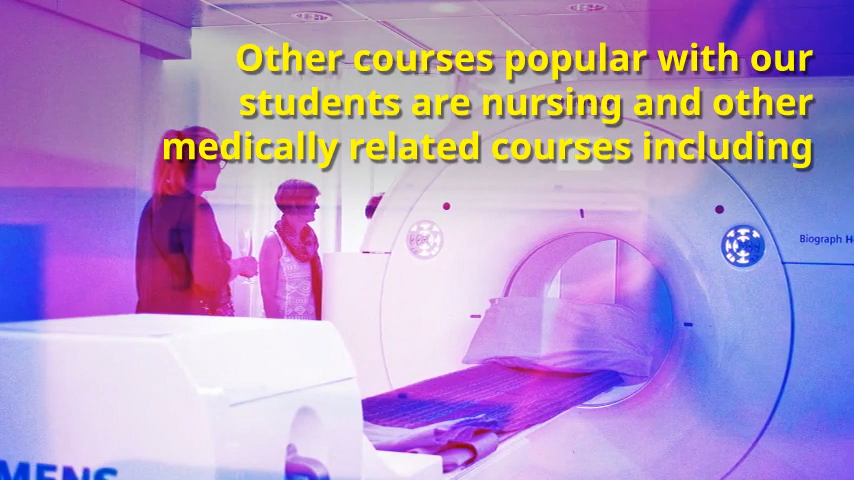 Other courses popular with our
students are nursing and other
medically related courses including
Biograph H
MENS